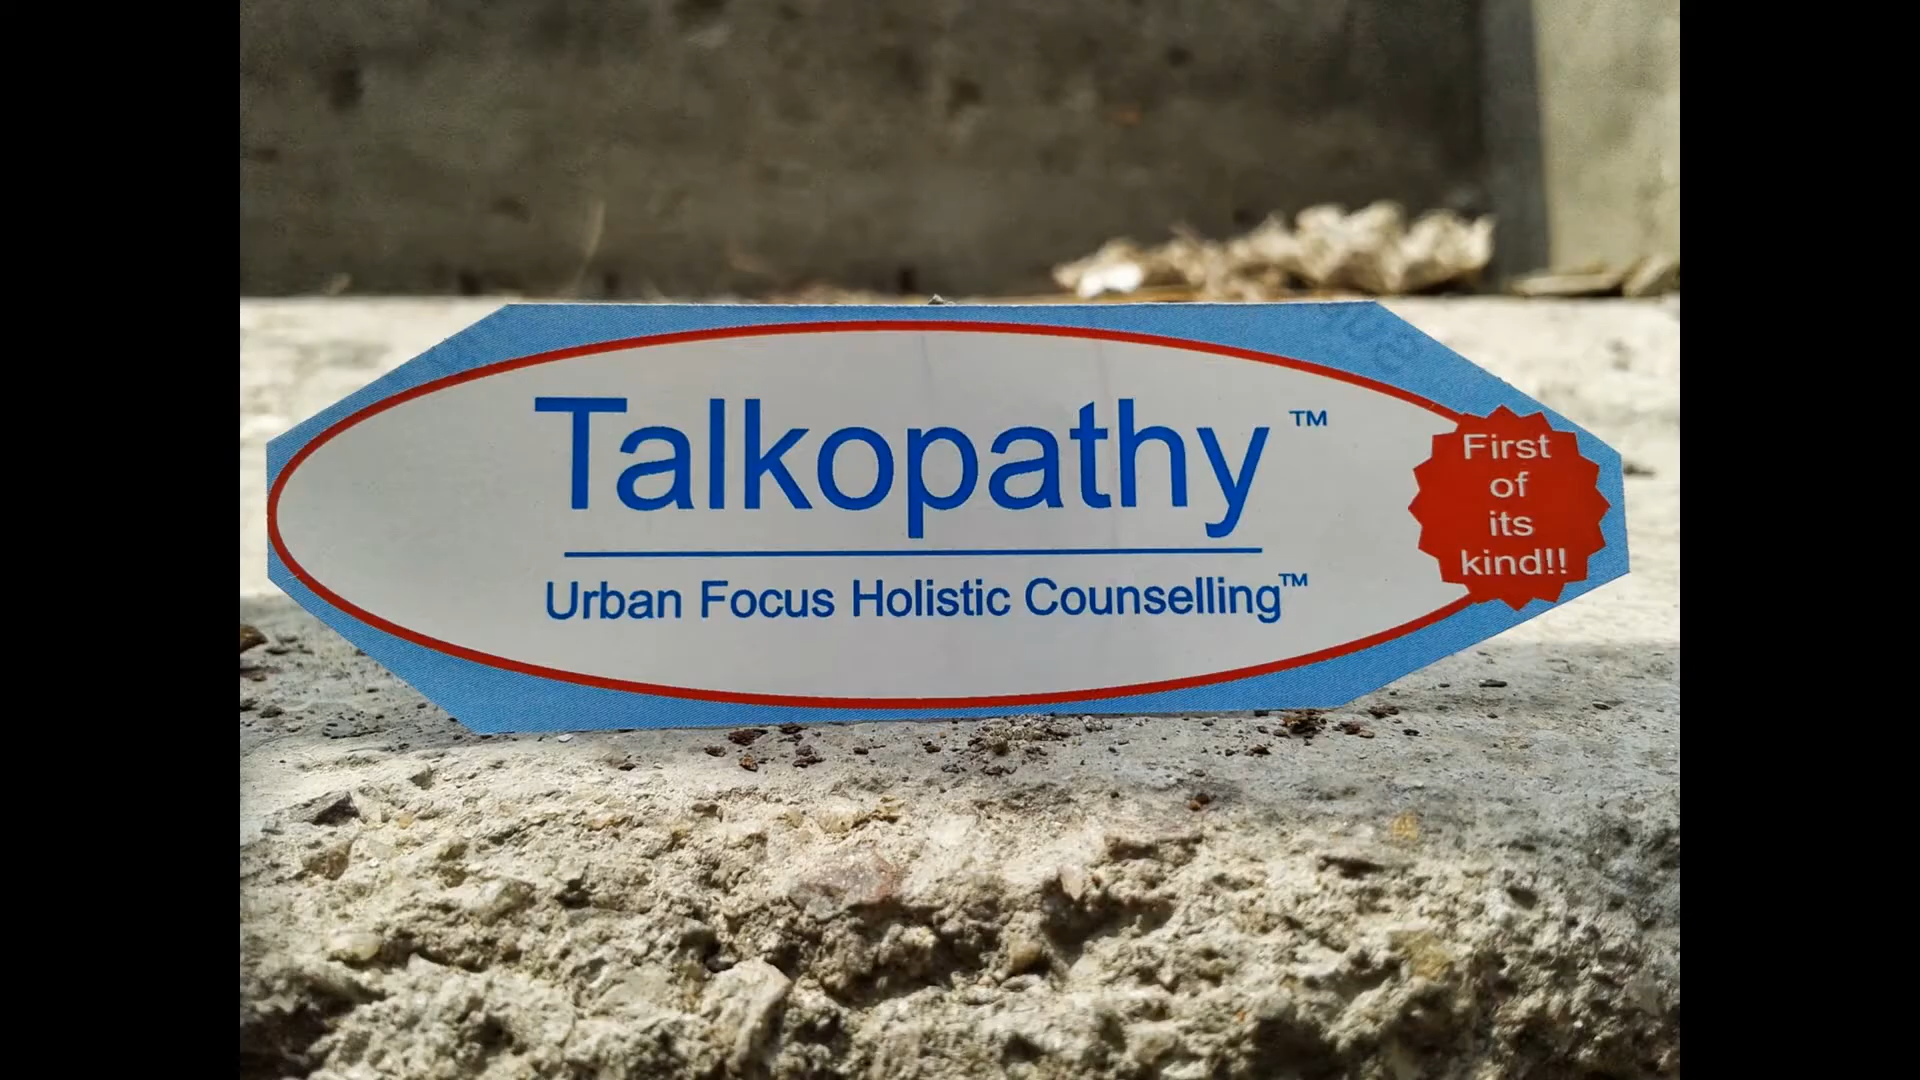 Talkopathy™
Urban Focus Holistic Counselling™
First
of
its
kind!!